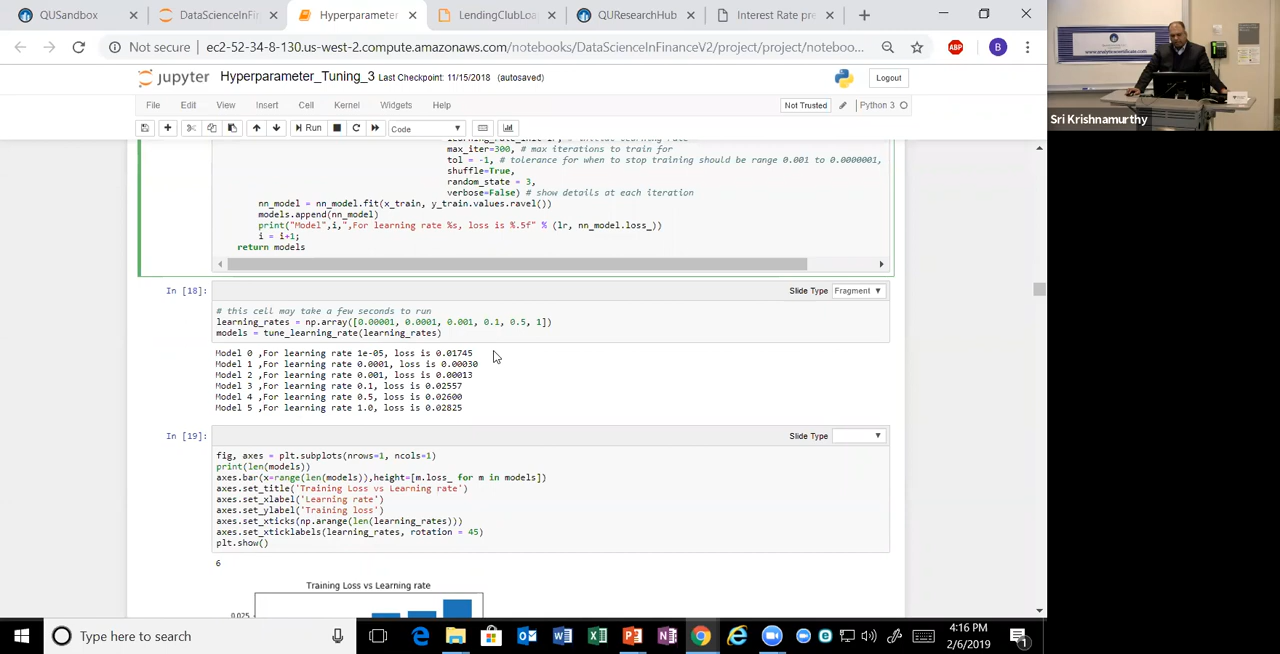 QUSandbox
DataScienceInFin
Hyperparameter
LendingClubLoa
QUResearchHub
Interest Rate pre
Not secure
ec2-52-34-8-130.us-west-2.compute.amazonaws.com/notebooks/DataScienceInFinanceV2/project/project/noteboo...
ABP
B
jupyter
Hyperparameter_Tuning_3 Last Checkpoint: 11/15/2018 (autosaved)
Logout
File Edit View Insert Cell Kernel Widgets Help
Not Trusted
Python 3
Run
Code
max_iter=300, # max iterations to train for
tol = -1, # tolerance for when to stop training should be range 0.001 to 0.0000001,
shuffle=True,
random_state = 3,
verbose=False) # show details at each iteration
nn_model = nn_model.fit(x_train, y_train.values.ravel())
models.append(nn_model)
print("Model",i,",For learning rate %s, loss is %.5f" % (lr, nn_model.loss_))
i = i+1;
return models
In [18]:
Slide Type Fragment
# this cell may take a few seconds to run
learning_rates = np.array([0.00001, 0.0001, 0.001, 0.1, 0.5, 1])
models = tune_learning_rate(learning_rates)
Model 0 ,For learning rate 1e-05, loss is 0.01745
Model 1 ,For learning rate 0.0001, loss is 0.00030
Model 2 ,For learning rate 0.001, loss is 0.00013
Model 3 ,For learning rate 0.1, loss is 0.02557
Model 4 ,For learning rate 0.5, loss is 0.02600
Model 5 ,For learning rate 1.0, loss is 0.02825
In [19]:
Slide Type
fig, axes = plt.subplots(nrows=1, ncols=1)
print(len(models))
axes.bar(x=range(len(models)),height=[m.loss_ for m in models])
axes.set_title('Training Loss vs Learning rate')
axes.set_xlabel('Learning rate')
axes.set_ylabel('Training loss')
axes.set_xticks(np.arange(len(learning_rates)))
axes.set_xticklabels(learning_rates, rotation = 45)
plt.show()
6
Training Loss vs Learning rate
0.025
Type here to search
4:16 PM
2/6/2019
1
Sri Krishnamurthy